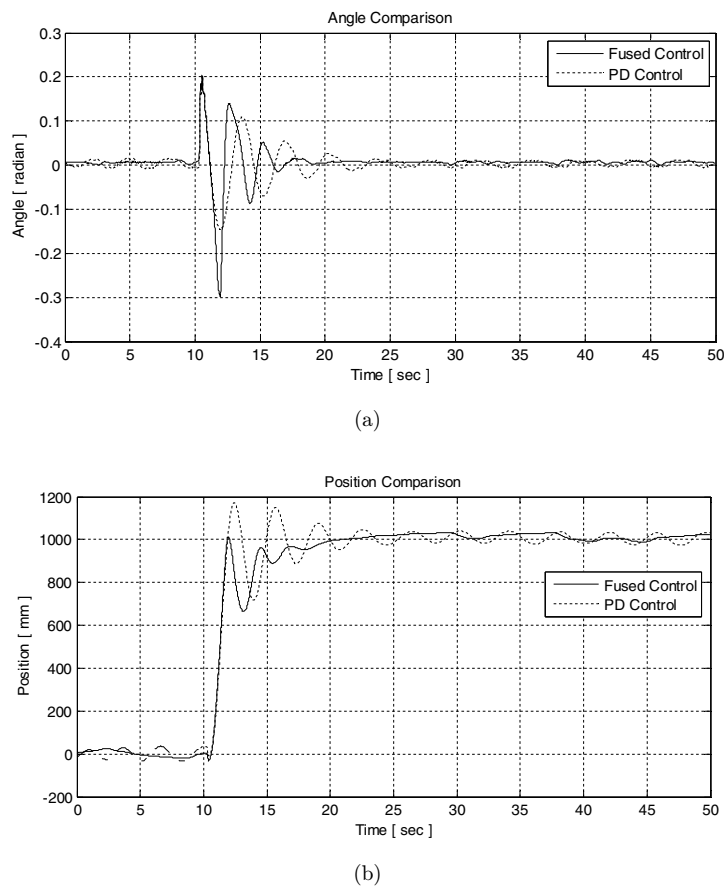 Angle Comparison
0.3
0.2
0.1
0
-0.1
-0.2
-0.3
-0.4
Angle [ radian ]
Fused Control
PD Control
0 5 10 15 20 25 30 35 40 45 50
Time [ sec ]
(a)
Position Comparison
1200
1000
800
600
400
200
0
-200
Position [ mm ]
Fused Control
PD Control
0 5 10 15 20 25 30 35 40 45 50
Time [ sec ]
(b)